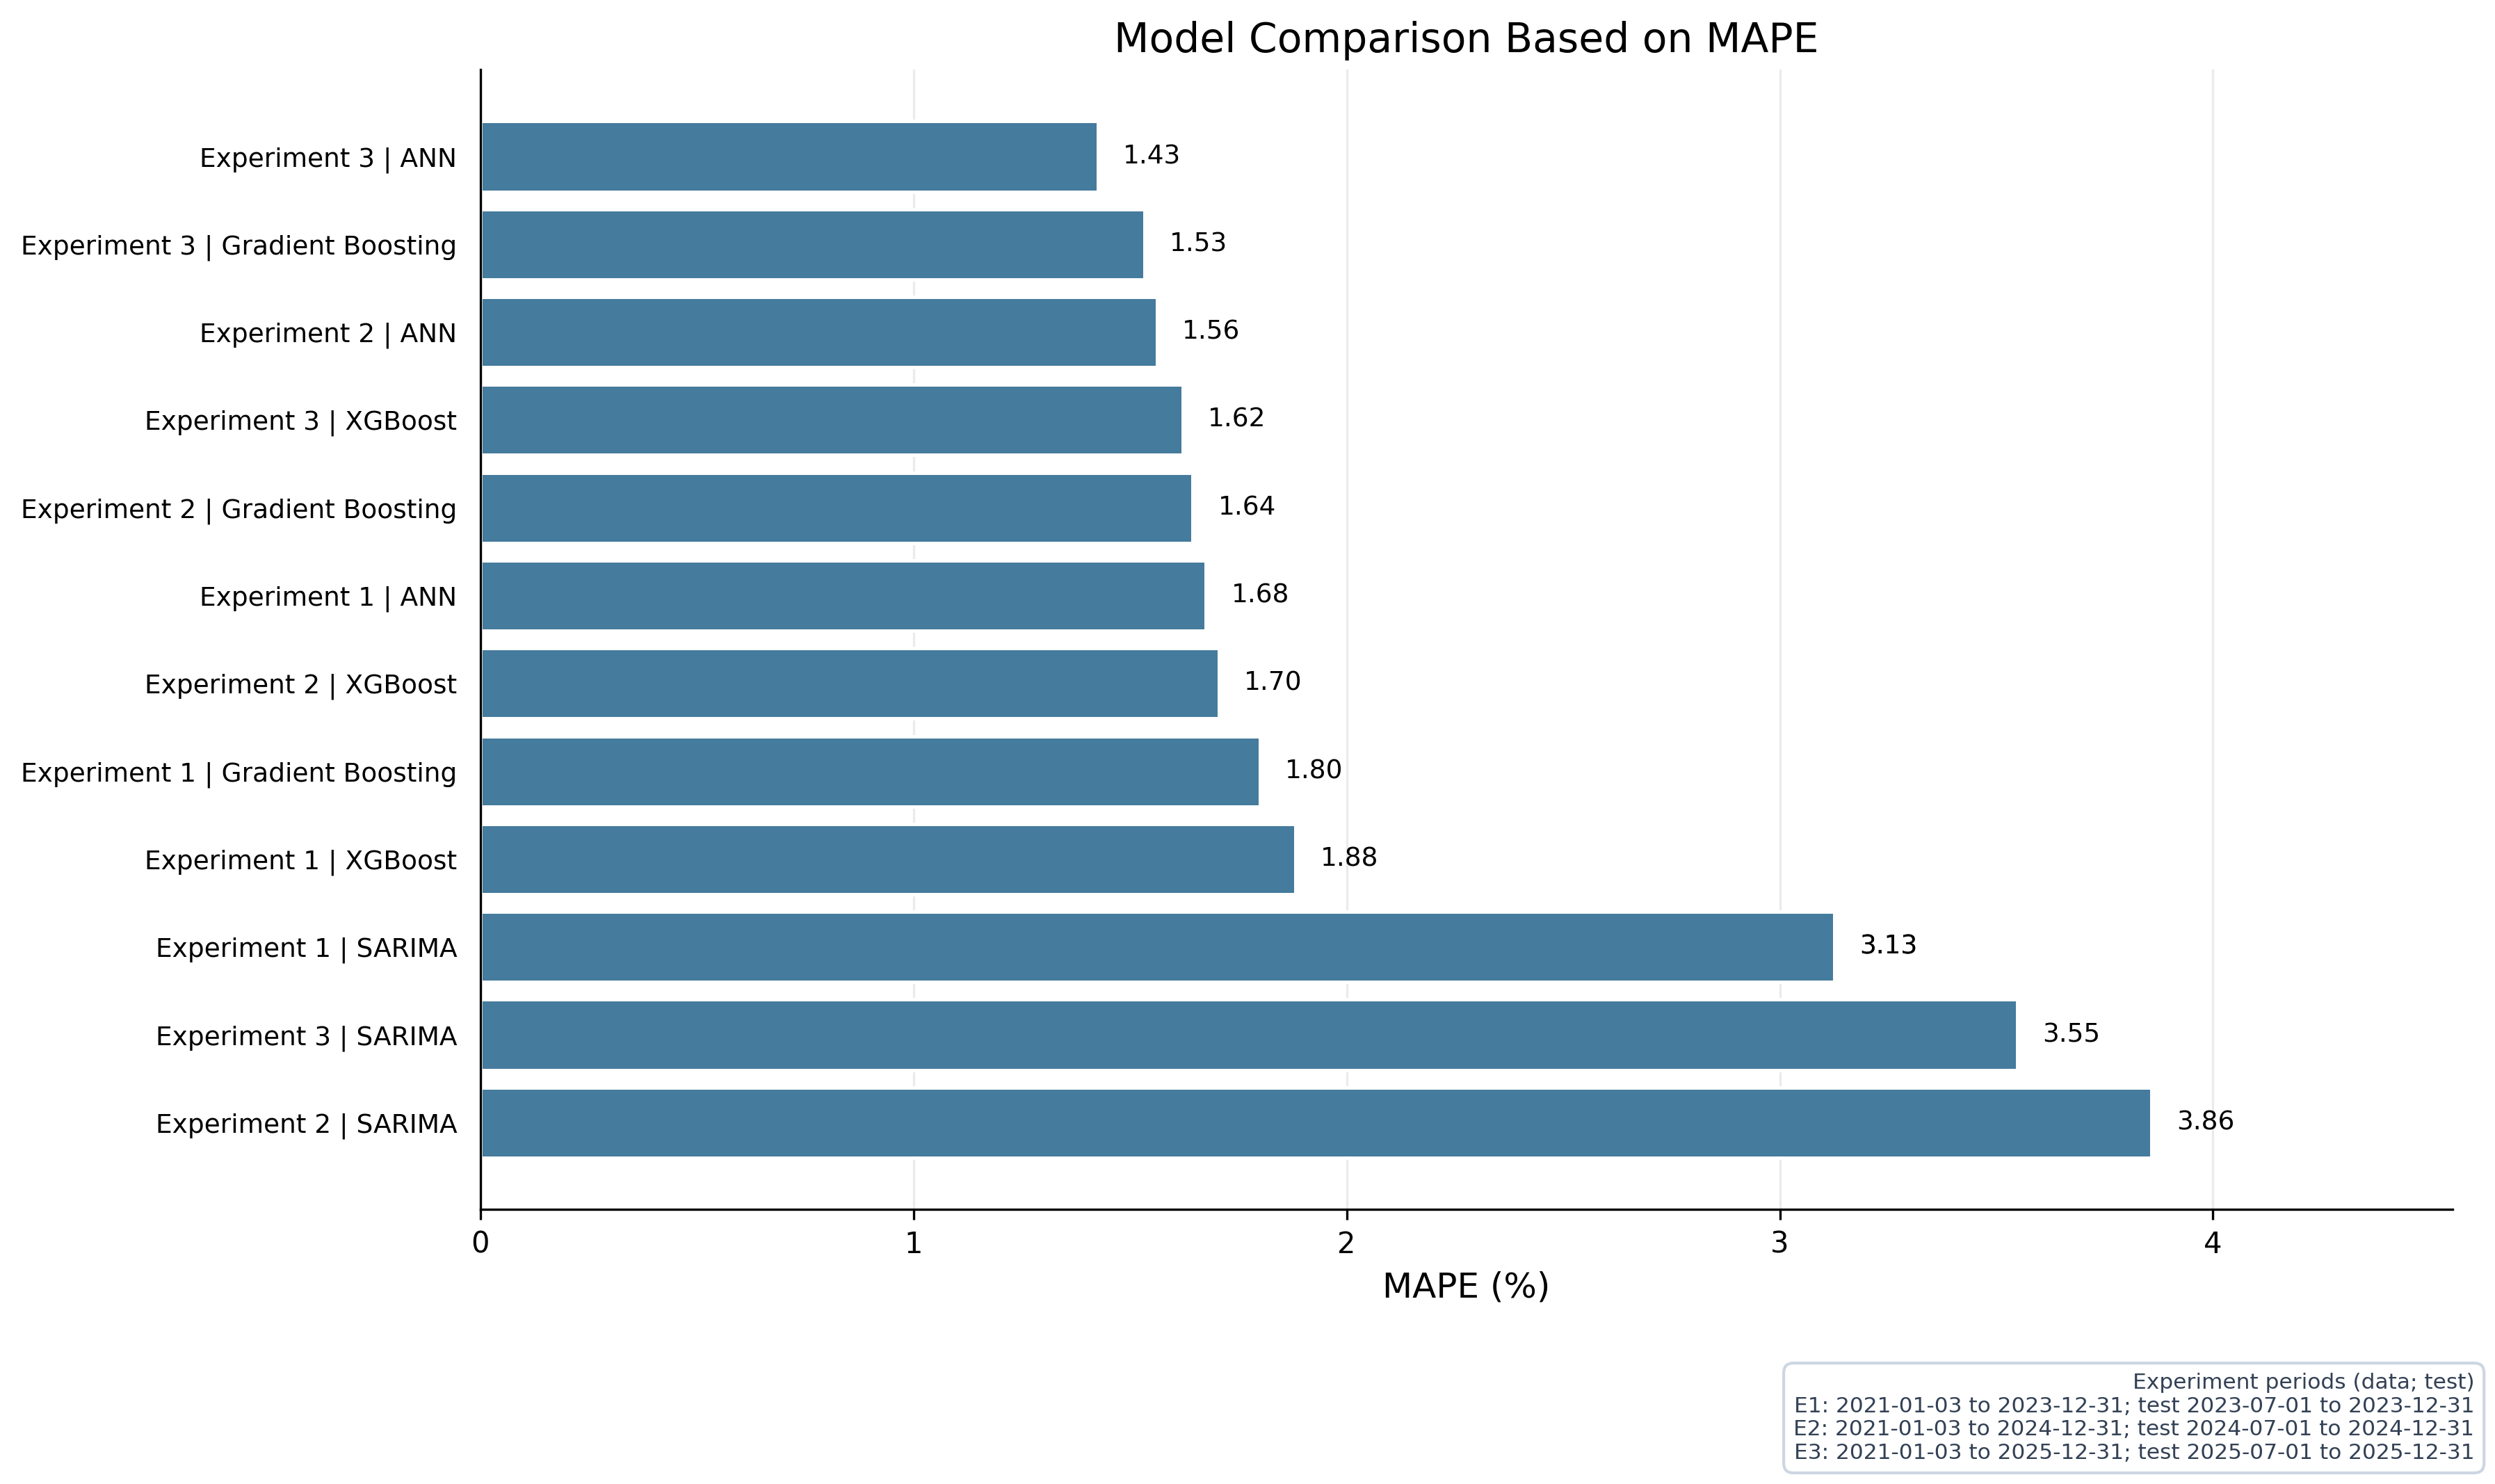 Model Comparison Based on MAPE
Experiment 3 | ANN 1.43
Experiment 3 | Gradient Boosting 1.53
Experiment 2 | ANN 1.56
Experiment 3 | XGBoost 1.62
Experiment 2 | Gradient Boosting 1.64
Experiment 1 | ANN 1.68
Experiment 2 | XGBoost 1.70
Experiment 1 | Gradient Boosting 1.80
Experiment 1 | XGBoost 1.88
Experiment 1 | SARIMA 3.13
Experiment 3 | SARIMA 3.55
Experiment 2 | SARIMA 3.86
0 1 2 3 4
MAPE (%)
Experiment periods (data; test)
E1: 2021-01-03 to 2023-12-31; test 2023-07-01 to 2023-12-31
E2: 2021-01-03 to 2024-12-31; test 2024-07-01 to 2024-12-31
E3: 2021-01-03 to 2025-12-31; test 2025-07-01 to 2025-12-31